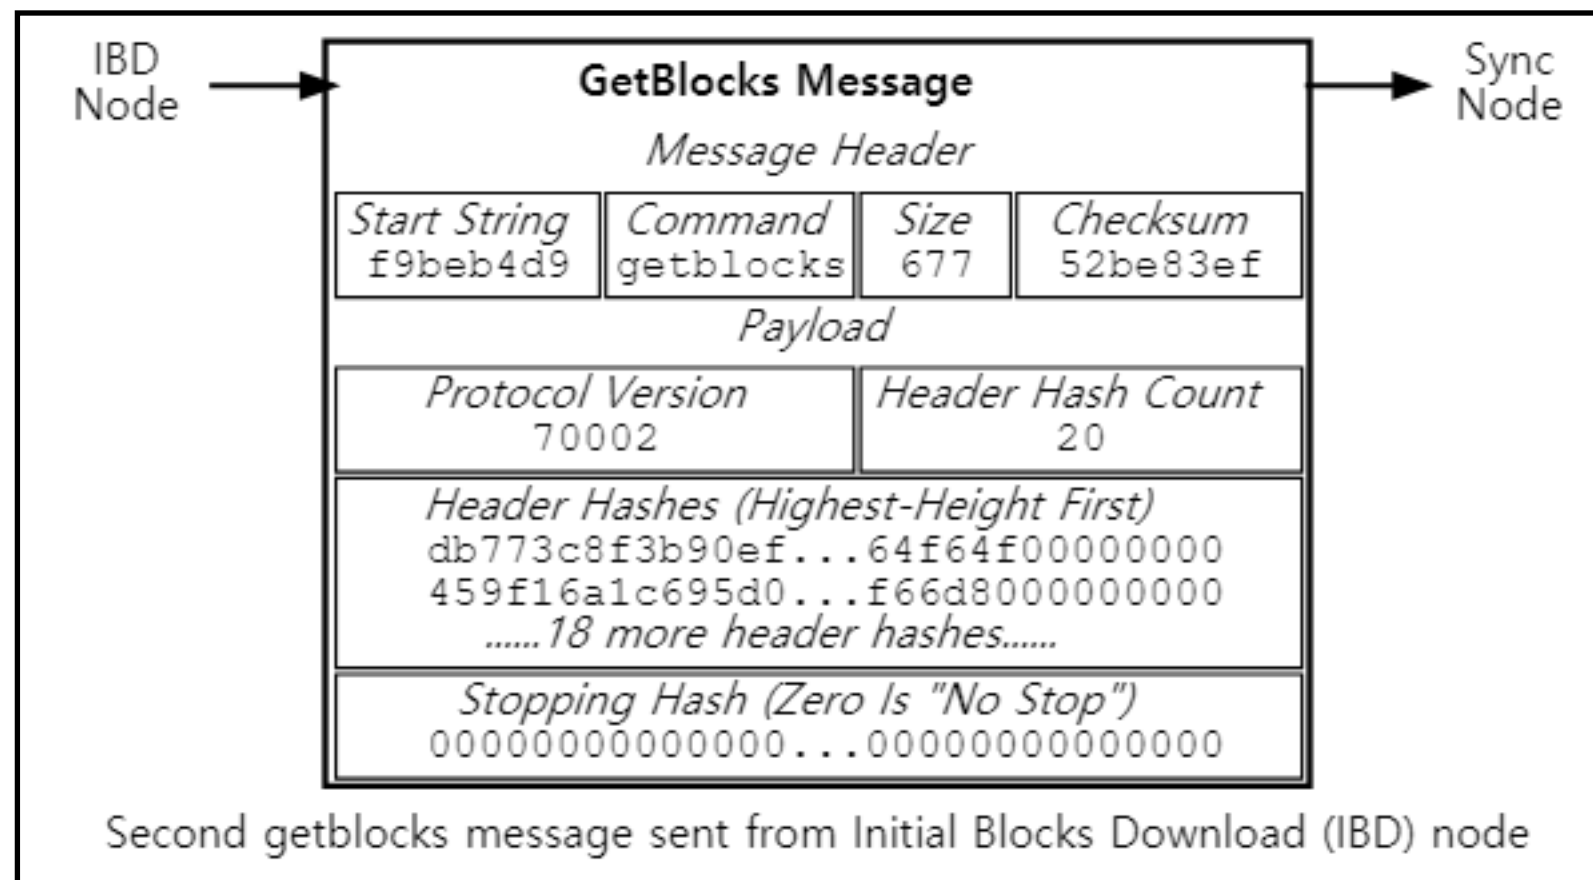 IBD
Node
GetBlocks Message
Sync
Node
Message Header
Start String
f9beb4d9
Command
getblocks
Size
677
Checksum
52be83ef
Payload
Protocol Version
70002
Header Hash Count
20
Header Hashes (Highest-Height First)
db773c8f3b90ef...64f64f00000000
459f16a1c695d0...f66d8000000000
......18 more header hashes......
Stopping Hash (Zero Is "No Stop")
00000000000000...00000000000000
Second getblocks message sent from Initial Blocks Download (IBD) node